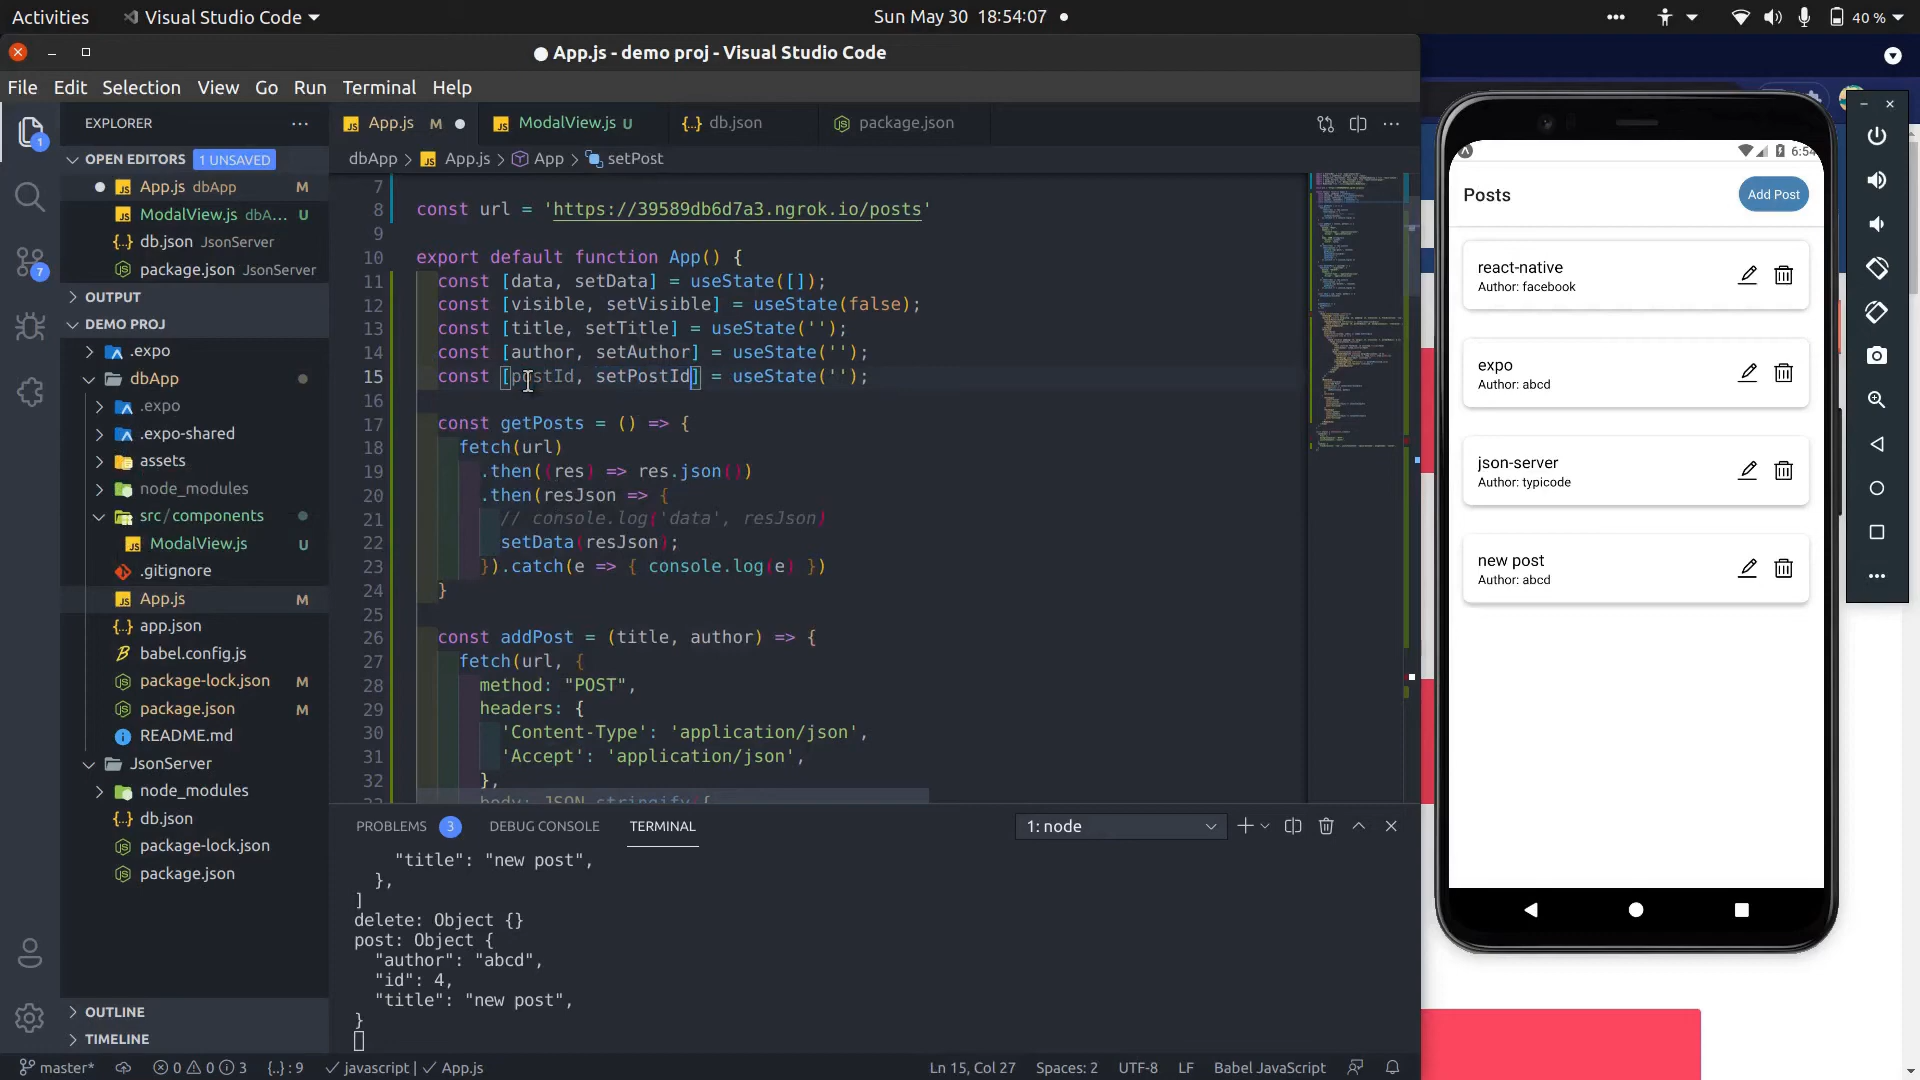 Activities
Visual Studio Code
Sun May 30 18:54:07
40 %
App.js - demo proj - Visual Studio Code
File Edit Selection View Go Run Terminal Help
EXPLORER
App.js M
ModalView.js U
db.json
package.json
dbApp > App.js > App > setPost
OPEN EDITORS 1 UNSAVED
App.js dbApp M
ModalView.js dbA... U
db.json JsonServer
package.json JsonServer
OUTPUT
DEMO PROJ
.expo
dbApp
.expo
.expo-shared
assets
node_modules
src/components
ModalView.js U
.gitignore
App.js M
app.json
babel.config.js
package-lock.json M
package.json M
README.md
JsonServer
node_modules
db.json
package-lock.json
package.json
OUTLINE
TIMELINE
7
8 const url = 'https://39589db6d7a3.ngrok.io/posts'
9
10 export default function App() {
11 const [data, setData] = useState([]);
12 const [visible, setVisible] = useState(false);
13 const [title, setTitle] = useState('');
14 const [author, setAuthor] = useState('');
15 const [postId, setPostId] = useState('');
16
17 const getPosts = () => {
18 fetch(url)
19 .then((res) => res.json())
20 .then(resJson => {
21 // console.log('data', resJson)
22 setData(resJson);
23 }).catch(e => { console.log(e) })
24 }
25
26 const addPost = (title, author) => {
27 fetch(url, {
28 method: "POST",
29 headers: {
30 'Content-Type': 'application/json',
31 'Accept': 'application/json',
32 },
body: JSON.stringify({
PROBLEMS 3 DEBUG CONSOLE TERMINAL
1: node
"title": "new post",
},
]
delete: Object {}
post: Object {
"author": "abcd",
"id": 4,
"title": "new post",
}
master* 0 0 3 {..}: 9 javascript | App.js
Ln 15, Col 27 Spaces: 2 UTF-8 LF Babel JavaScript
1
7
6:54
Posts
Add Post
react-native
Author: facebook
expo
Author: abcd
json-server
Author: typicode
new post
Author: abcd